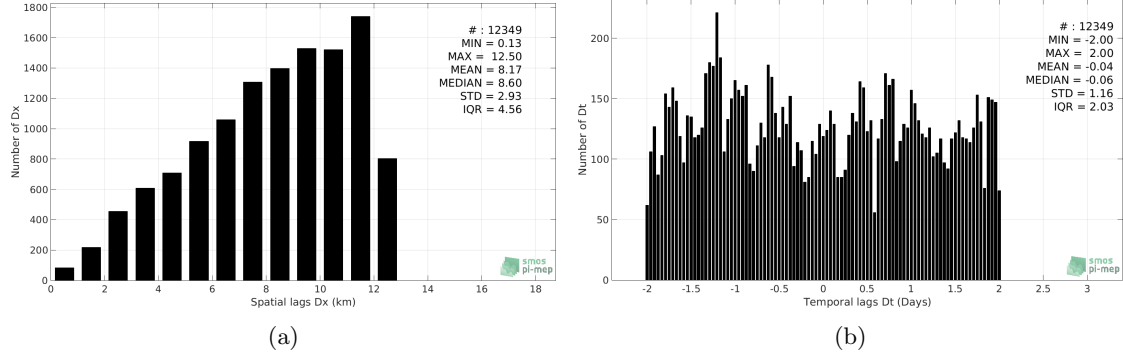 1800
1600
1400
1200
1000
800
600
400
200
0
Number of Dx
# : 12349
MIN = 0.13
MAX = 12.50
MEAN = 8.17
MEDIAN = 8.60
STD = 2.93
IQR = 4.56
smos
pi-mep
0 2 4 6 8 10 12 14 16 18
Spatial lags Dx (km)
(a)
200
150
100
50
0
Number of Dt
# : 12349
MIN = -2.00
MAX = 2.00
MEAN = -0.04
MEDIAN = -0.06
STD = 1.16
IQR = 2.03
smos
pi-mep
-2 -1.5 -1 -0.5 0 0.5 1 1.5 2 2.5 3
Temporal lags Dt (Days)
(b)